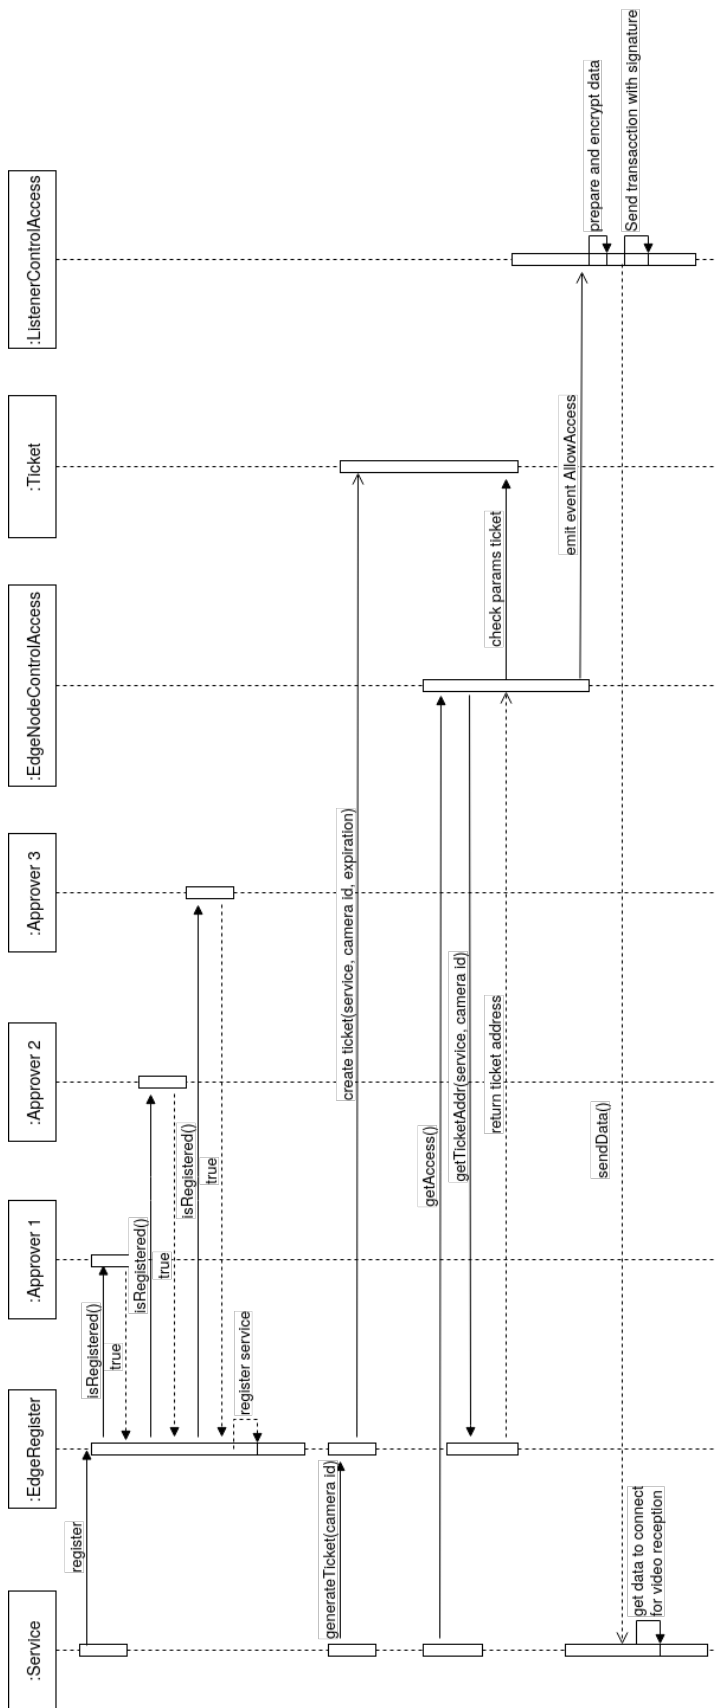 :Service
:EdgeRegister
:Approver 1
:Approver 2
:Approver 3
:EdgeNodeControlAccess
:Ticket
:ListenerControlAccess
register
isRegistered()
true
isRegistered()
true
isRegistered()
true
register service
generateTicket(camera id)
create ticket(service, camera id, expiration)
getAccess()
getTicketAddr(service, camera id)
return ticket address
check params ticket
emit event AllowAccess
prepare and encrypt data
sendData()
Send transacction with signature
get data to connect
for video reception